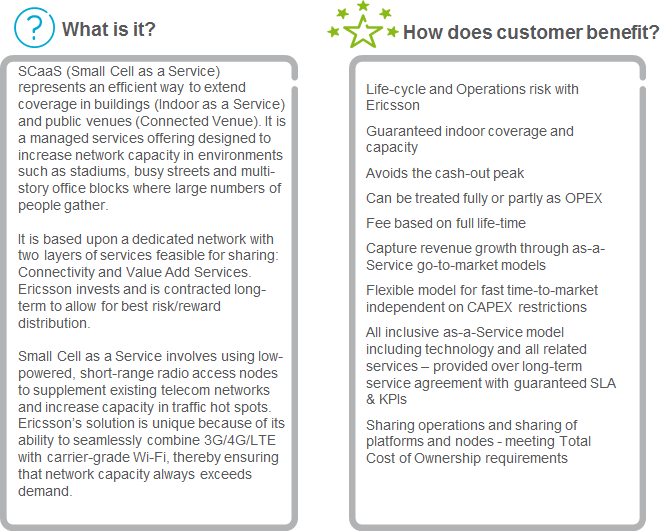 What is it?
SCaaS (Small Cell as a Service)
represents an efficient way to extend
coverage in buildings (Indoor as a Service)
and public venues (Connected Venue). It is
a managed services offering designed to
increase network capacity in environments
such as stadiums, busy streets and multi-
story office blocks where large numbers of
people gather.
It is based upon a dedicated network with
two layers of services feasible for sharing:
Connectivity and Value Add Services.
Ericsson invests and is contracted long-
term to allow for best risk/reward
distribution.
Small Cell as a Service involves using low-
powered, short-range radio access nodes
to supplement existing telecom networks
and increase capacity in traffic hot spots.
Ericsson's solution is unique because of its
ability to seamlessly combine 3G/4G/LTE
with carrier-grade Wi-Fi, thereby ensuring
that network capacity always exceeds
demand.
How does customer benefit?
Life-cycle and Operations risk with
Ericsson
Guaranteed indoor coverage and
capacity
Avoids the cash-out peak
Can be treated fully or partly as OPEX
Fee based on full life-time
Capture revenue growth through as-a-
Service go-to-market models
Flexible model for fast time-to-market
independent on CAPEX restrictions
All inclusive as-a-Service model
including technology and all related
services – provided over long-term
service agreement with guaranteed SLA
& KPIs
Sharing operations and sharing of
platforms and nodes - meeting Total
Cost of Ownership requirements